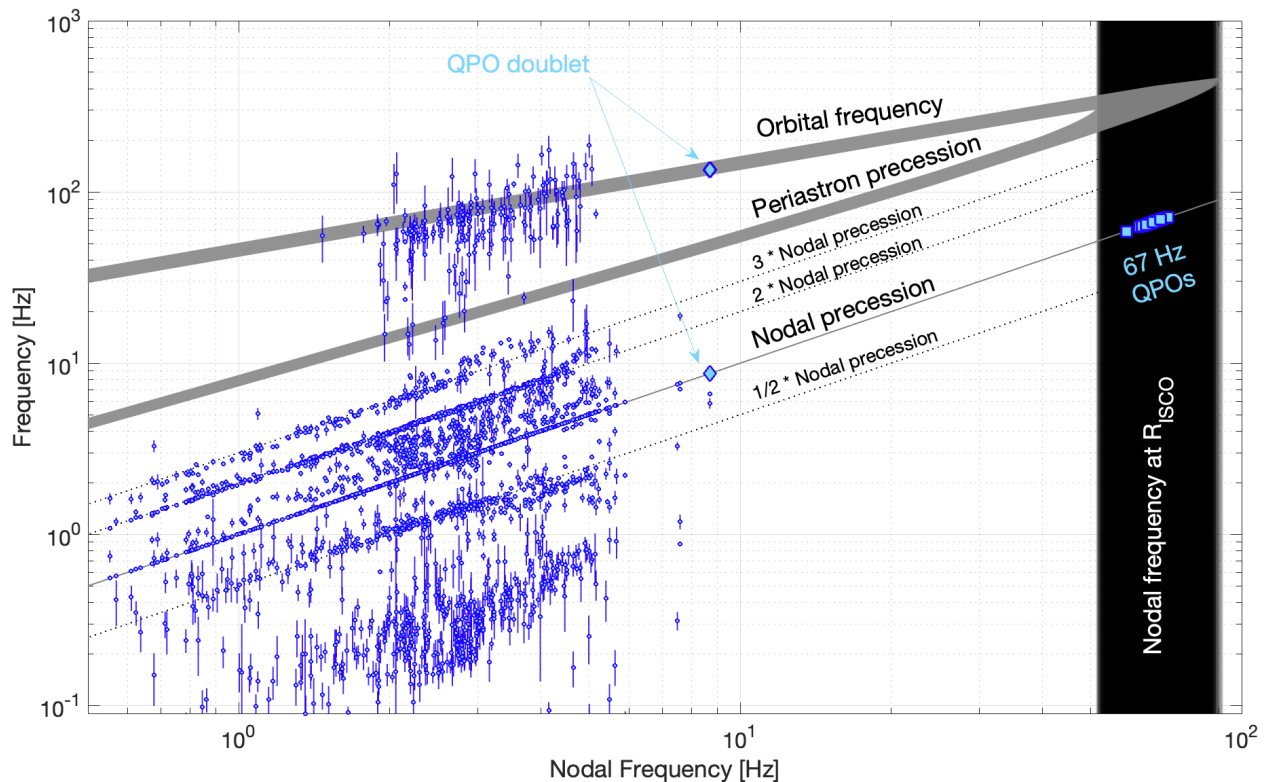 10³
QPO doublet
Orbital frequency
10²
Periastron precession
3 * Nodal precession
2 * Nodal precession
67 Hz
QPOs
Nodal precession
10¹
1/2 * Nodal precession
Frequency [Hz]
10⁰
Nodal frequency at R_ISCO
10⁻¹
10⁰
10¹
10²
Nodal Frequency [Hz]